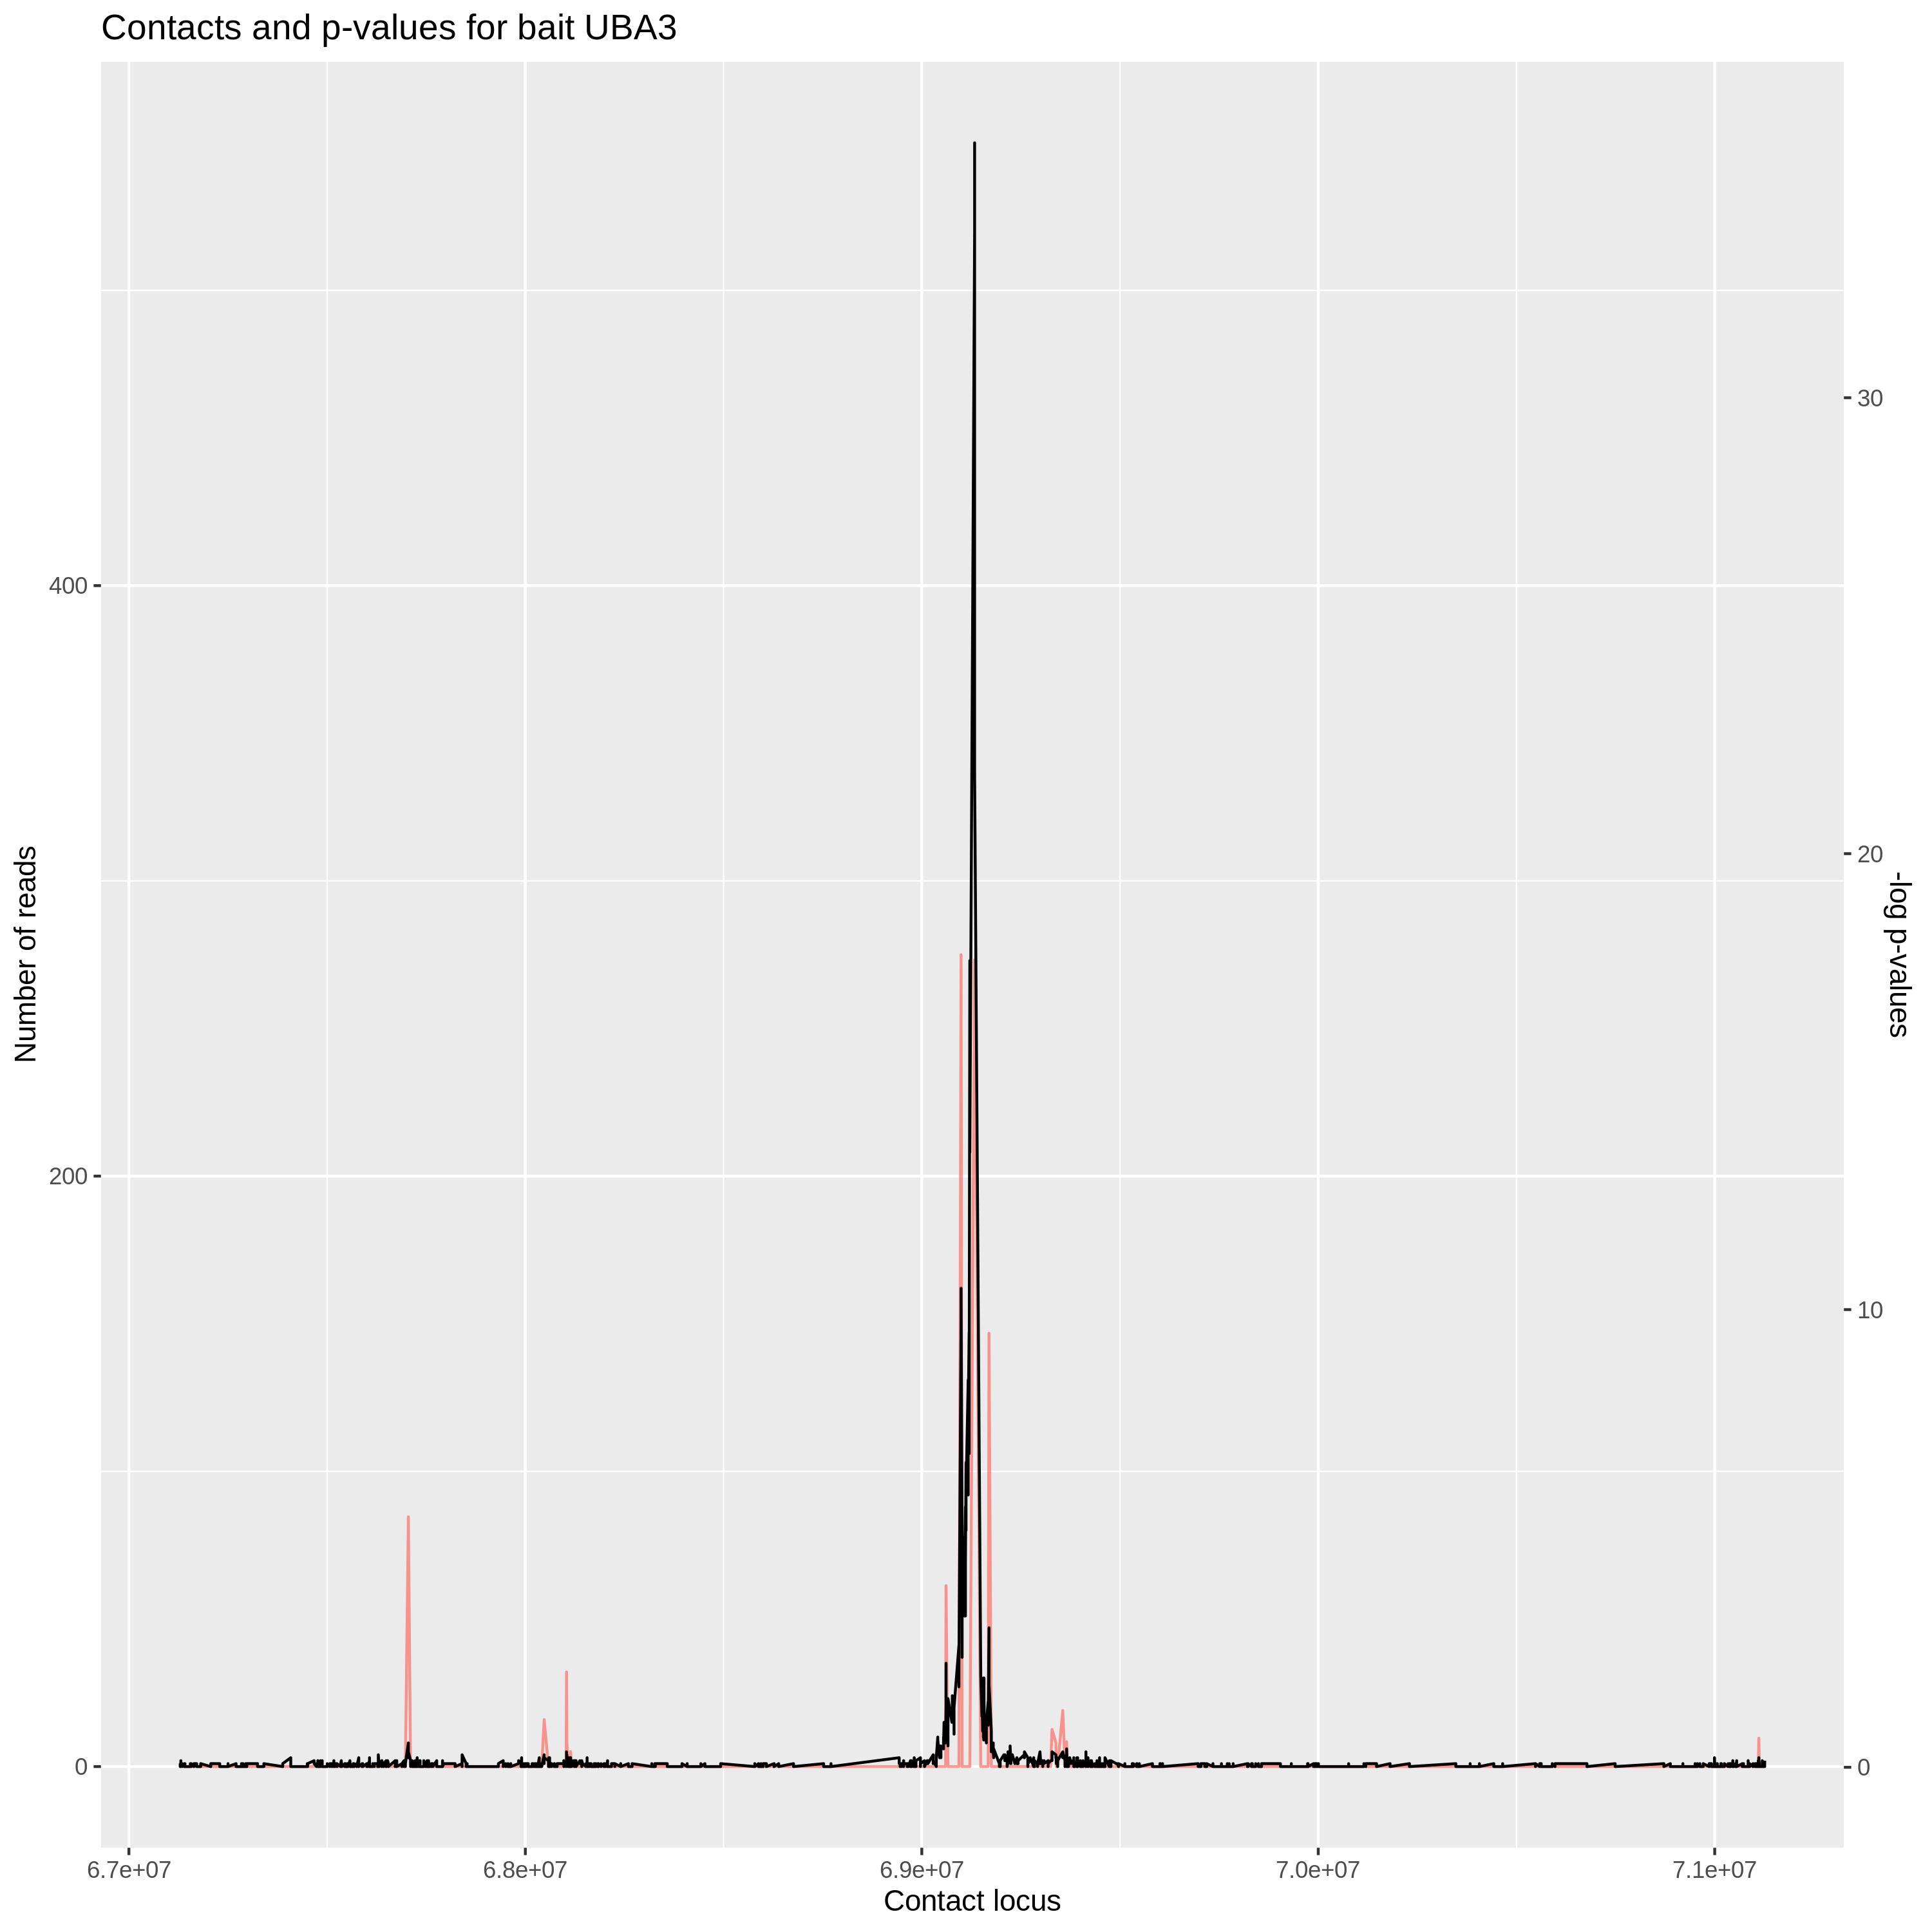 Contacts and p-values for bait UBA3
Number of reads
400
200
0
30
20
10
0
-log p-values
6.7e+07
6.8e+07
6.9e+07
7.0e+07
7.1e+07
Contact locus